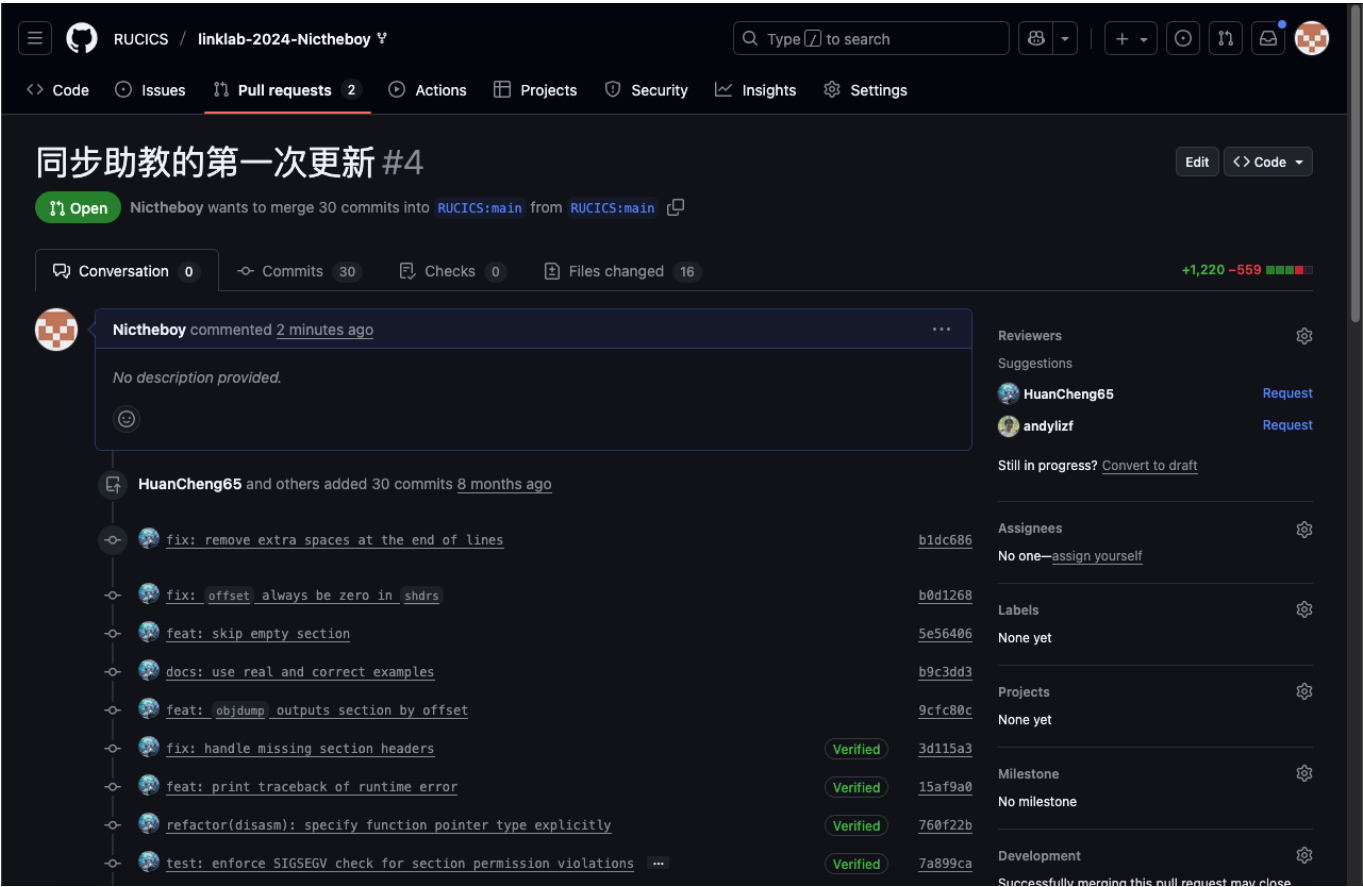 RUCICS / linklab-2024-Nictheboy
Type / to search
Code
Issues
Pull requests 2
Actions
Projects
Security
Insights
Settings
同步助教的第一次更新 #4
Edit
Code
Open
Nictheboy wants to merge 30 commits into RUCICS:main from RUCICS:main
Conversation 0
Commits 30
Checks 0
Files changed 16
+1,220 −559
Nictheboy commented 2 minutes ago
No description provided.
HuanCheng65 and others added 30 commits 8 months ago
fix: remove extra spaces at the end of lines b1dc686
fix: offset always be zero in shdrs b0d1268
feat: skip empty section 5e56406
docs: use real and correct examples b9c3dd3
feat: objdump outputs section by offset 9cfc80c
fix: handle missing section headers Verified 3d115a3
feat: print traceback of runtime error Verified 15af9a0
refactor(disasm): specify function pointer type explicitly Verified 760f22b
test: enforce SIGSEGV check for section permission violations ··· Verified 7a899ca
Reviewers
Suggestions
HuanCheng65 Request
andylizf Request
Still in progress? Convert to draft
Assignees
No one—assign yourself
Labels
None yet
Projects
None yet
Milestone
No milestone
Development
Successfully merging this pull request may close